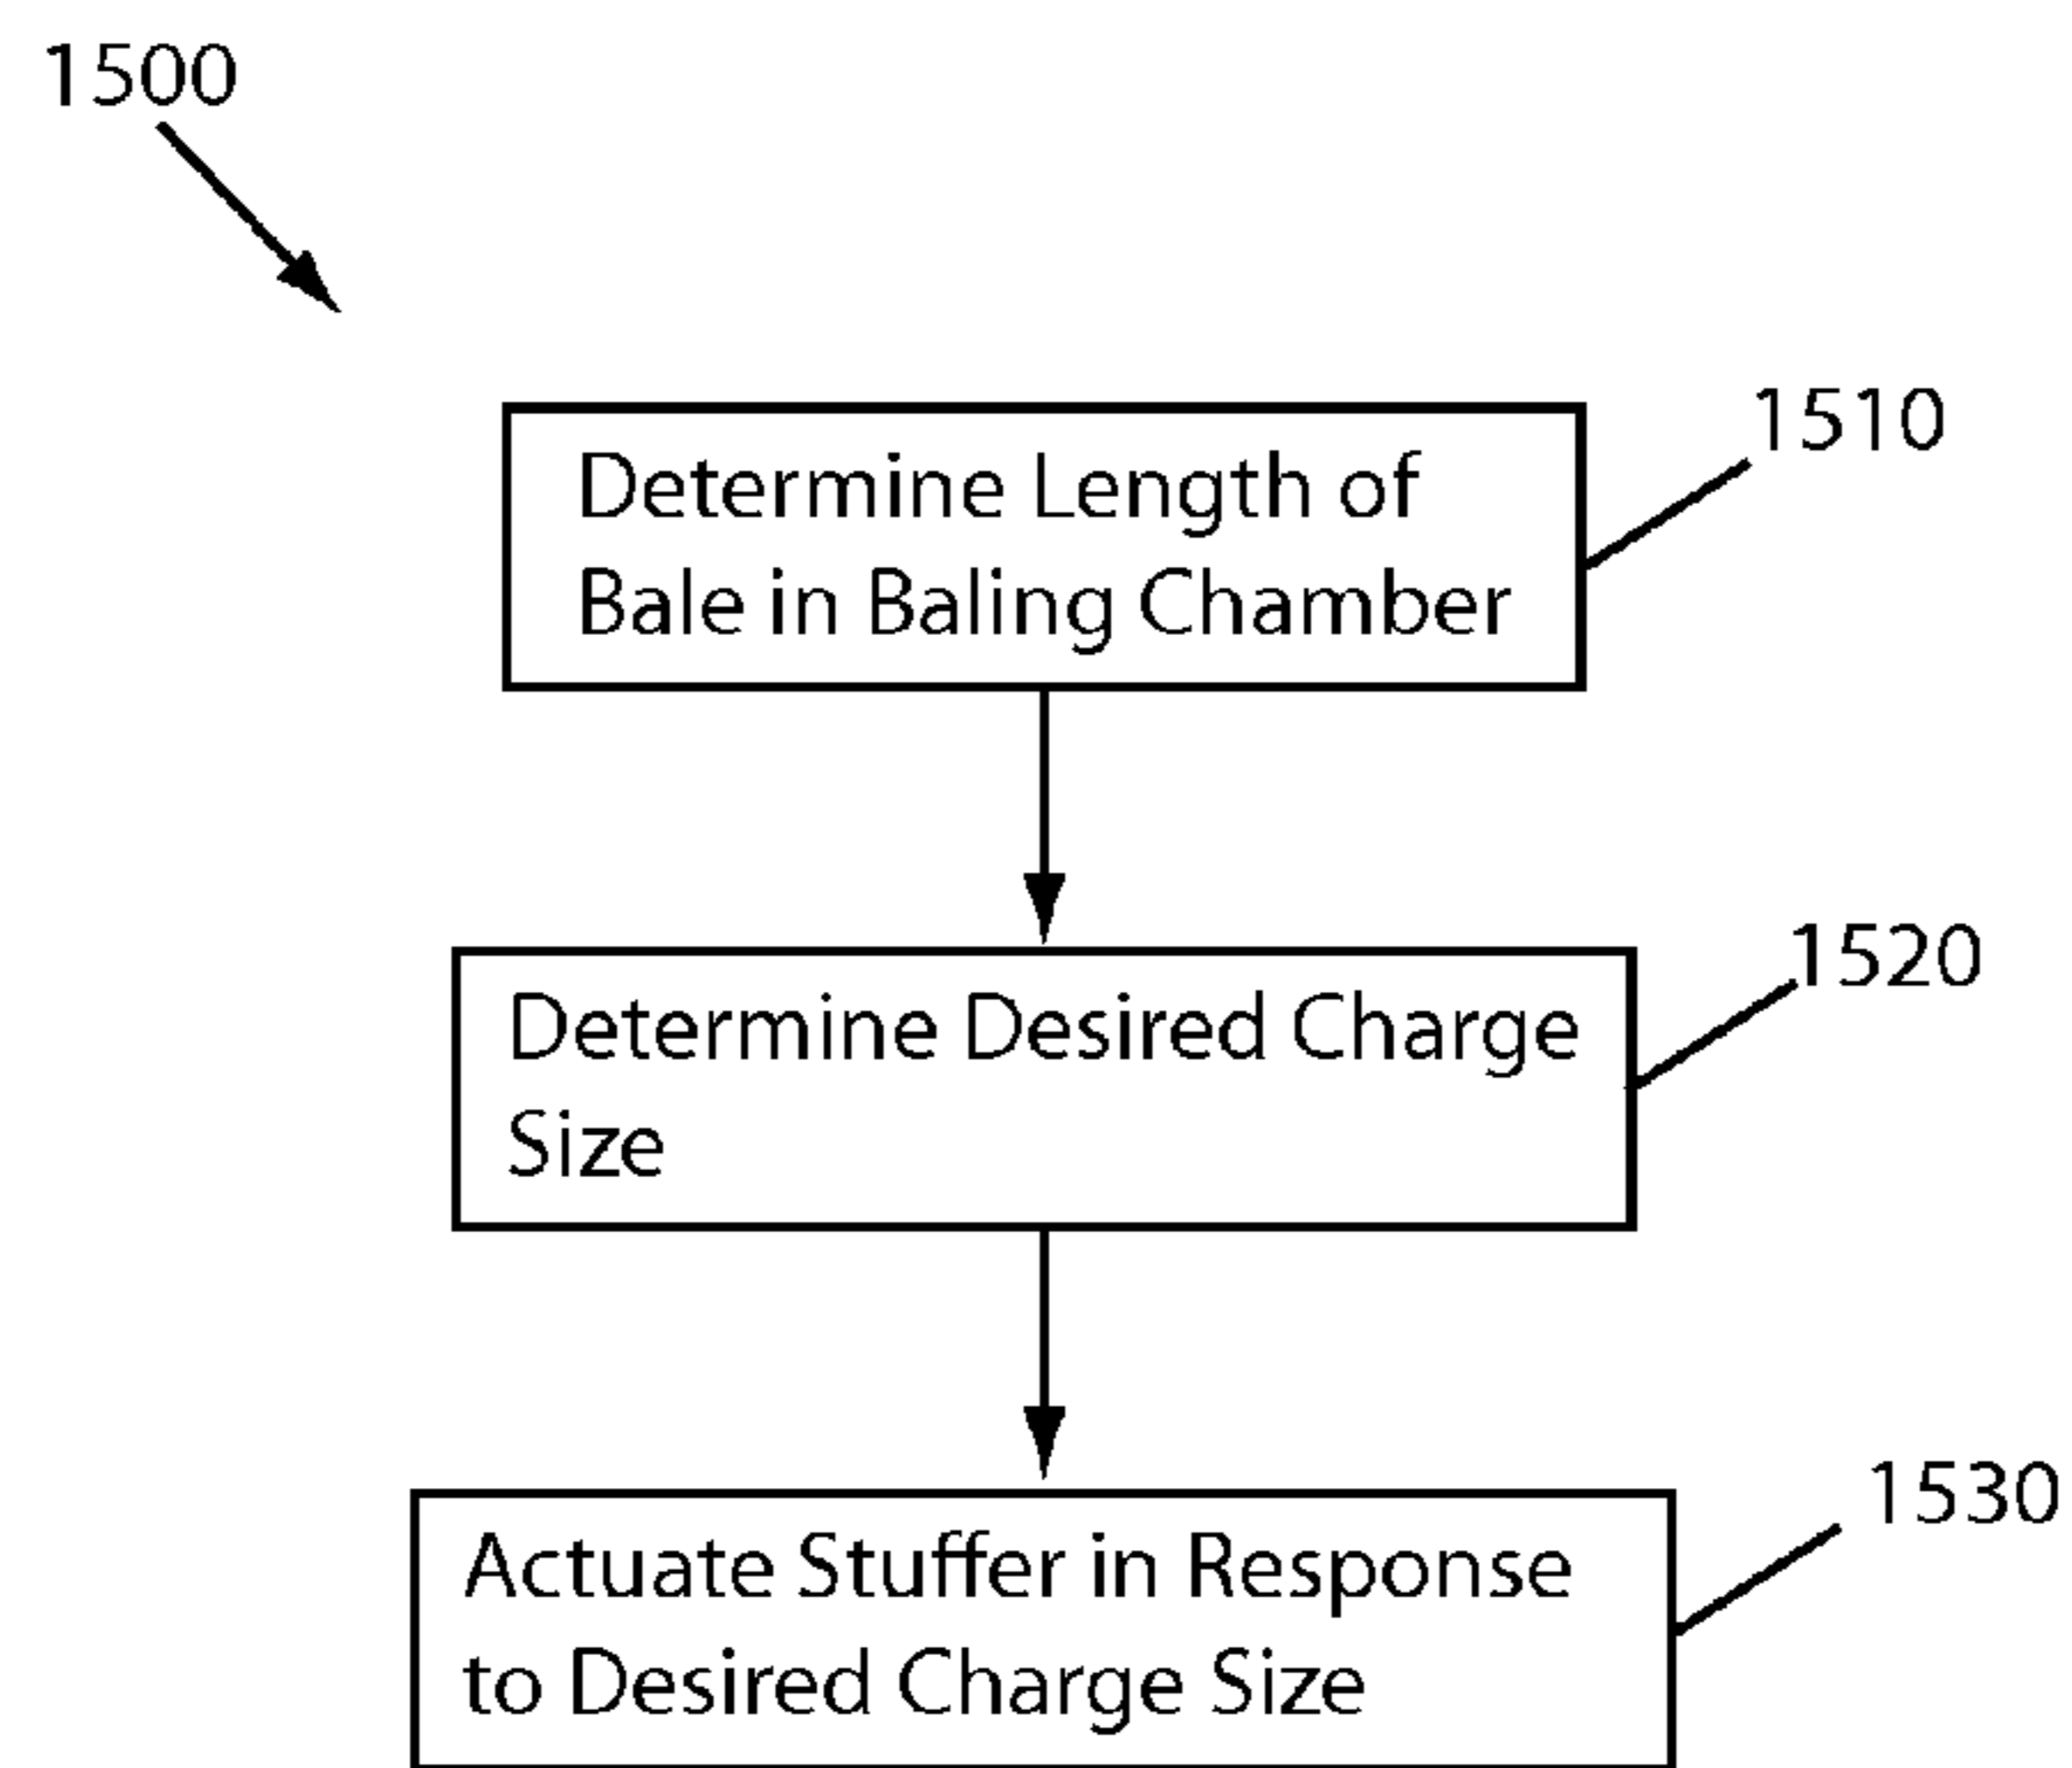 1500
1510
Determine Length of
Bale in Baling Chamber
1520
Determine Desired Charge
Size
1530
Actuate Stuffer in Response
to Desired Charge Size